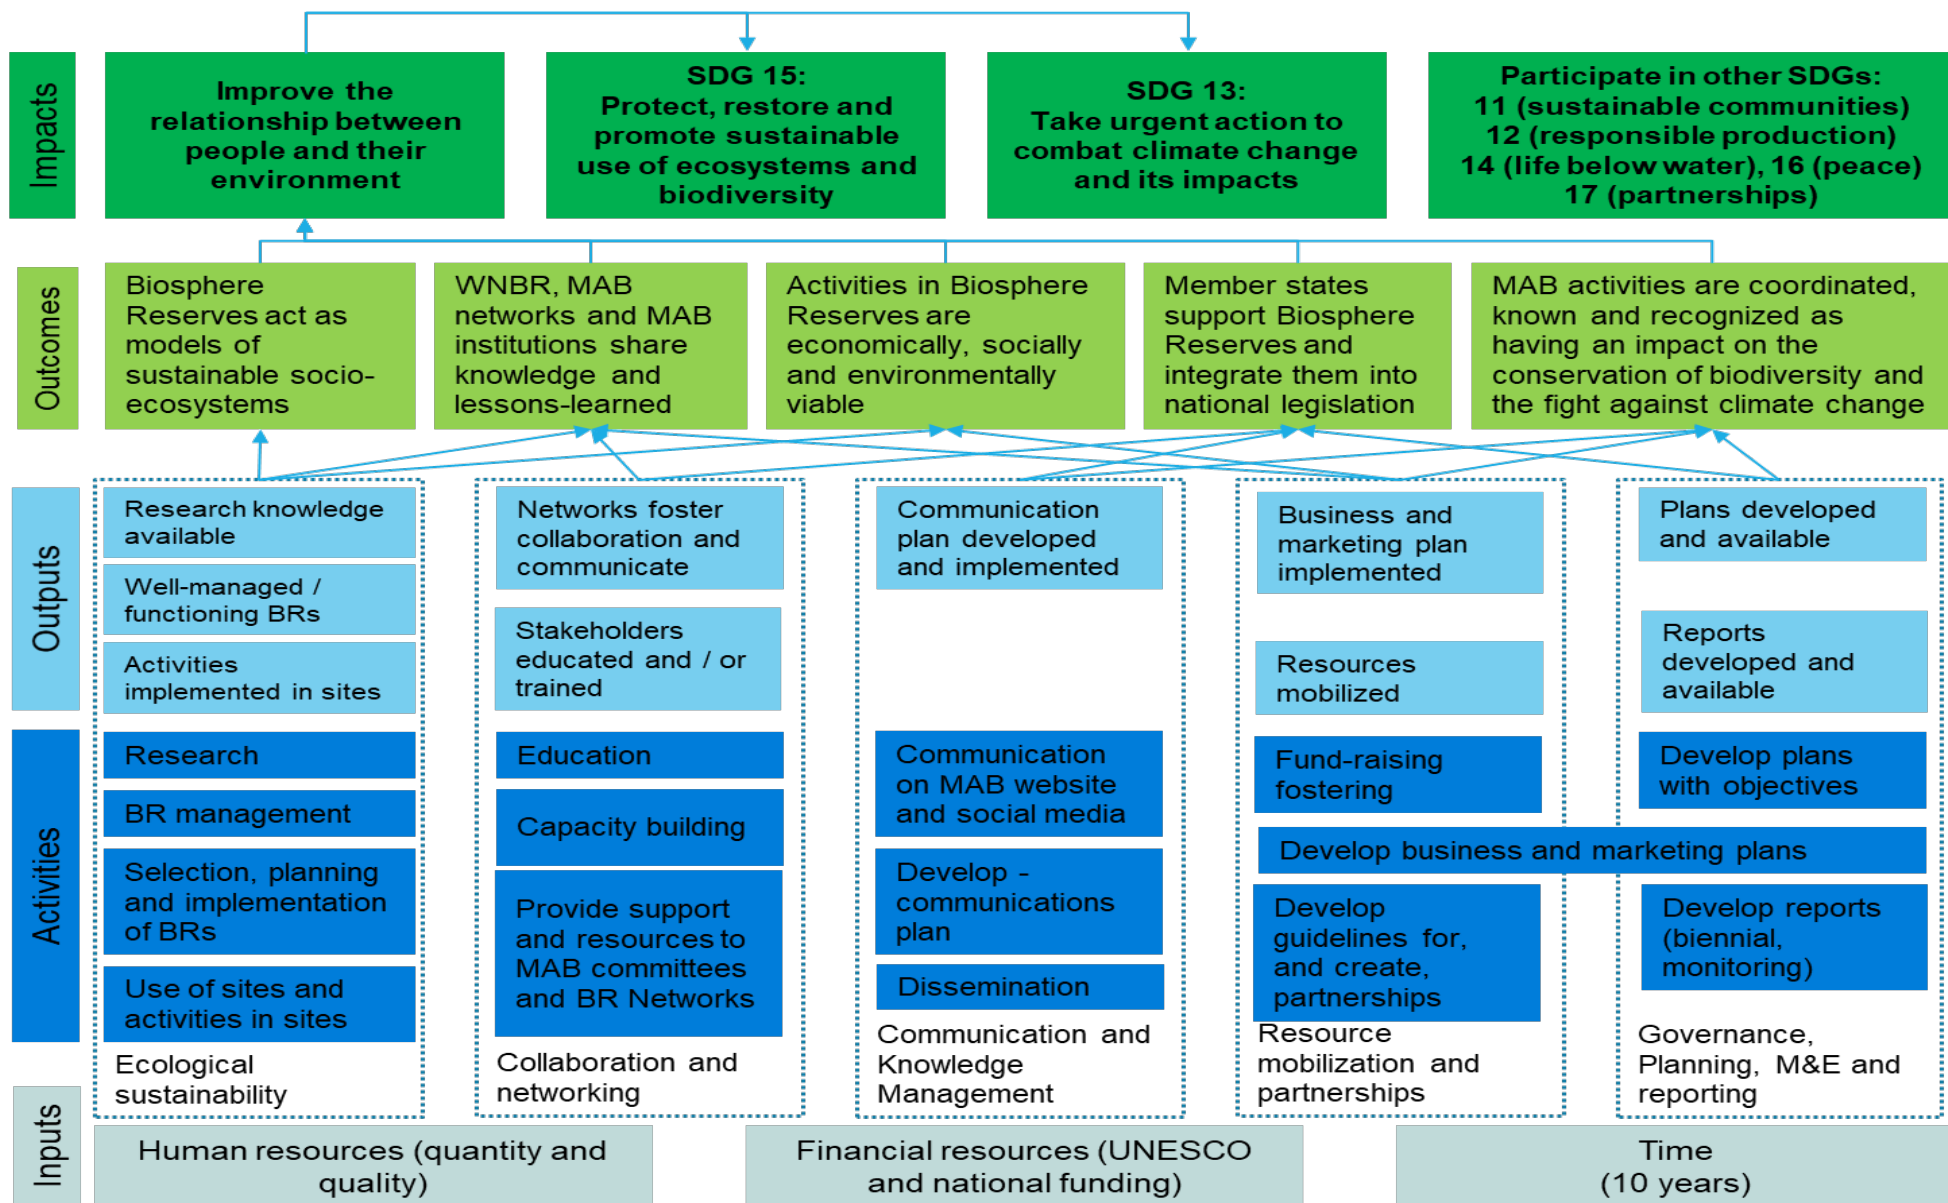 Impacts
Improve the
relationship between
people and their
environment
SDG 15:
Protect, restore and
promote sustainable
use of ecosystems and
biodiversity
SDG 13:
Take urgent action to
combat climate change
and its impacts
Participate in other SDGs:
11 (sustainable communities)
12 (responsible production)
14 (life below water), 16 (peace)
17 (partnerships)
Outcomes
Biosphere
Reserves act as
models of
sustainable socio-
ecosystems
WNBR, MAB
networks and MAB
institutions share
knowledge and
lessons-learned
Activities in Biosphere
Reserves are
economically, socially
and environmentally
viable
Member states
support Biosphere
Reserves and
integrate them into
national legislation
MAB activities are coordinated,
known and recognized as
having an impact on the
conservation of biodiversity and
the fight against climate change
Outputs
Research knowledge
available
Well-managed /
functioning BRs
Activities
implemented in sites
Networks foster
collaboration and
communicate
Stakeholders
educated and / or
trained
Communication
plan developed
and implemented
Business and
marketing plan
implemented
Resources
mobilized
Plans developed
and available
Reports
developed and
available
Activities
Research
BR management
Selection, planning
and implementation
of BRs
Use of sites and
activities in sites
Ecological
sustainability
Education
Capacity building
Provide support
and resources to
MAB committees
and BR Networks
Collaboration and
networking
Communication
on MAB website
and social media
Develop -
communications
plan
Dissemination
Communication and
Knowledge
Management
Fund-raising
fostering
Develop business and marketing plans
Develop
guidelines for,
and create,
partnerships
Resource
mobilization and
partnerships
Develop plans
with objectives
Develop reports
(biennial,
monitoring)
Governance,
Planning, M&E and
reporting
Inputs
Human resources (quantity and
quality)
Financial resources (UNESCO
and national funding)
Time
(10 years)